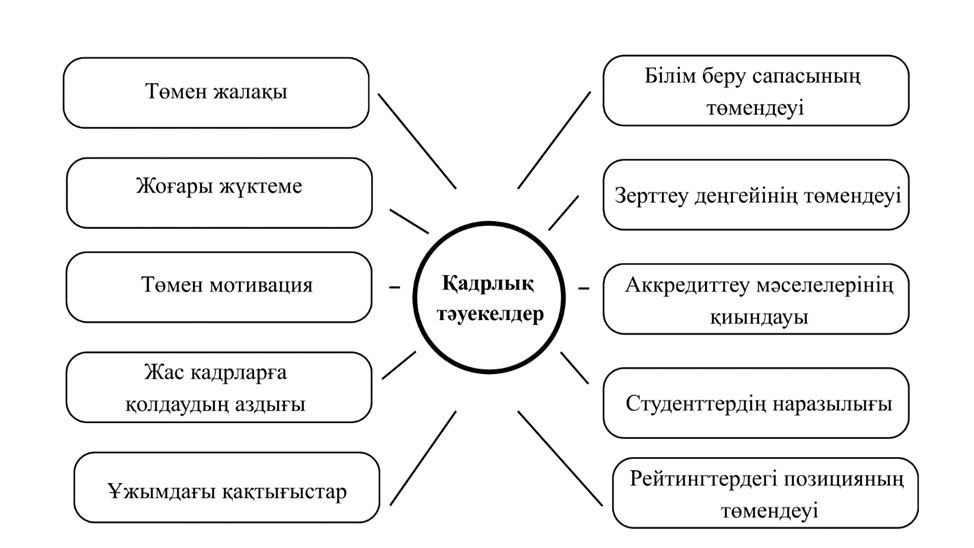 Төмен жалақы
Жоғары жүктеме
Төмен мотивация
Жас кадрларға
қолдаудың аздығы
Ұжымдағы қақтығыстар
Қадрлық
тәуекелдер
Білім беру сапасының
төмендеуі
Зерттеу деңгейінің төмендеуі
Аккредиттеу мәселелерінің
қиындауы
Студенттердің наразылығы
Рейтингтердегі позицияның
төмендеуі